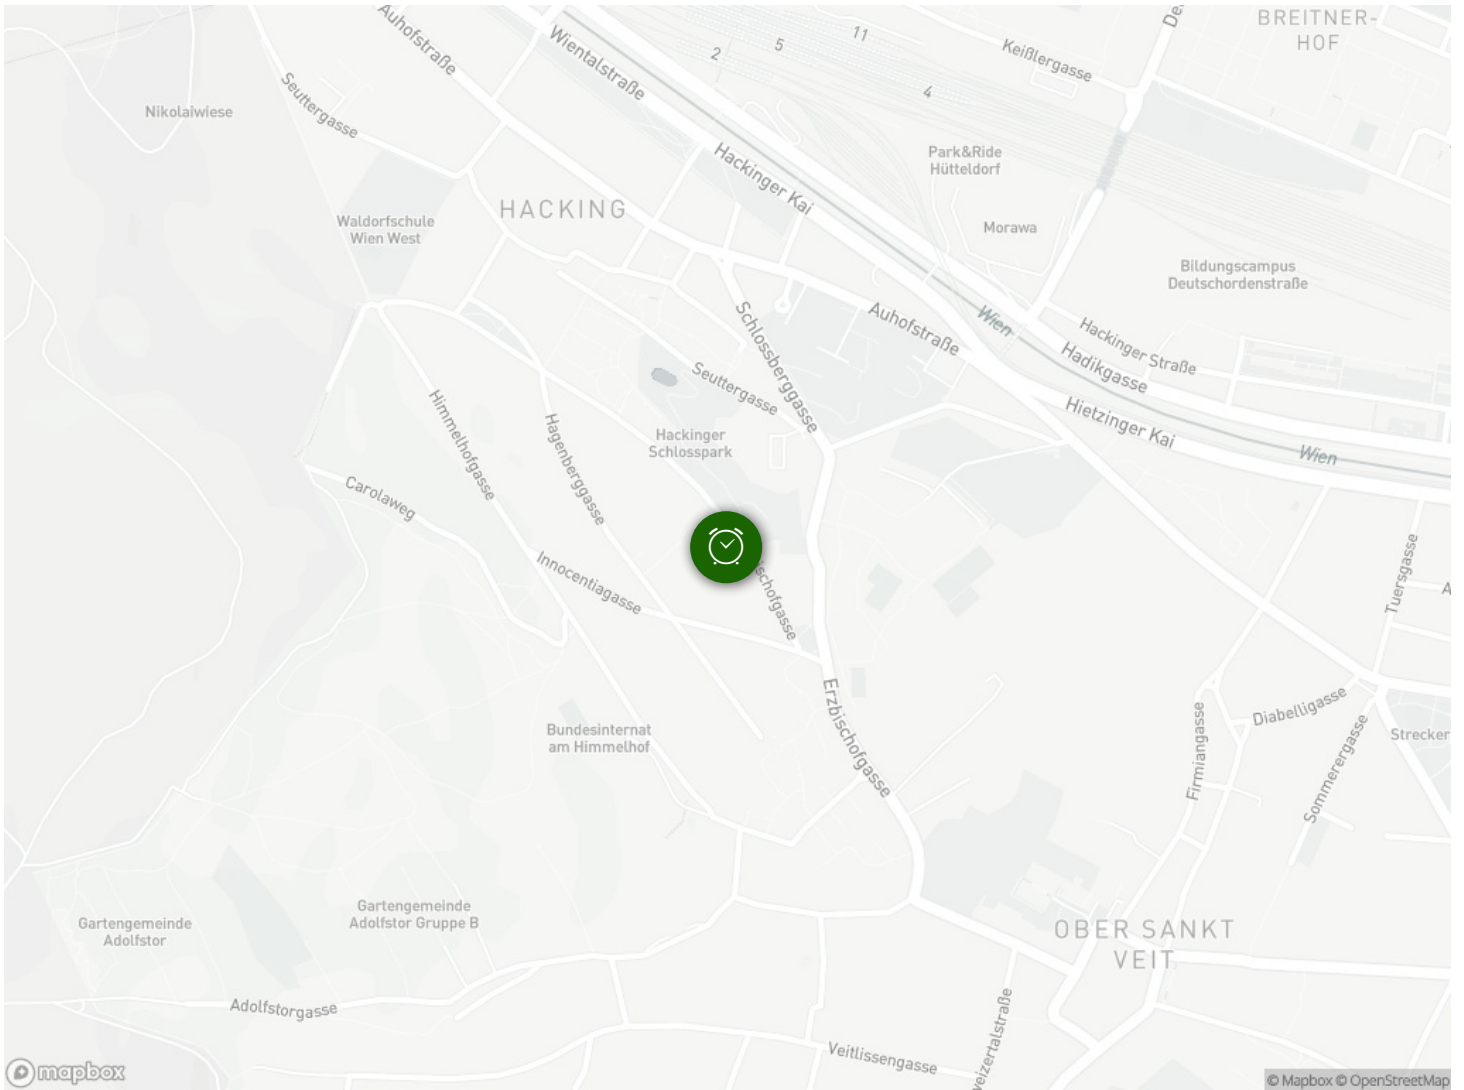 BREITNER-
HOF
Auhofstraße
Wientalstraße
2
5
11
4
Keißlergasse
Nikolaiwiese
Seuttergasse
Park&Ride
Hütteldorf
Hackinger Kai
HACKING
Waldorfschule
Wien West
Morawa
Bildungscampus
Deutschordenstraße
Schlossberggasse
Auhofstraße
Wien
Hackinger Straße
Hadikgasse
Seuttergasse
Himmelhofgasse
Hagenberggasse
Hackinger
Schlosspark
Hietzinger Kai
Wien
Carolaweg
Innocentiagasse
ischofgasse
Tuersgasse
A
Erzbischofgasse
Bundesinternat
am Himmelhof
Firmiangasse
Diabelligasse
Sommerergasse
Strecker
Gartengemeinde
Adolfstor
Gartengemeinde
Adolfstor Gruppe B
OBER SANKT
VEIT
Adolfstorgasse
Veitlissengasse
eizertalstraße
mapbox
© Mapbox © OpenStreetMap